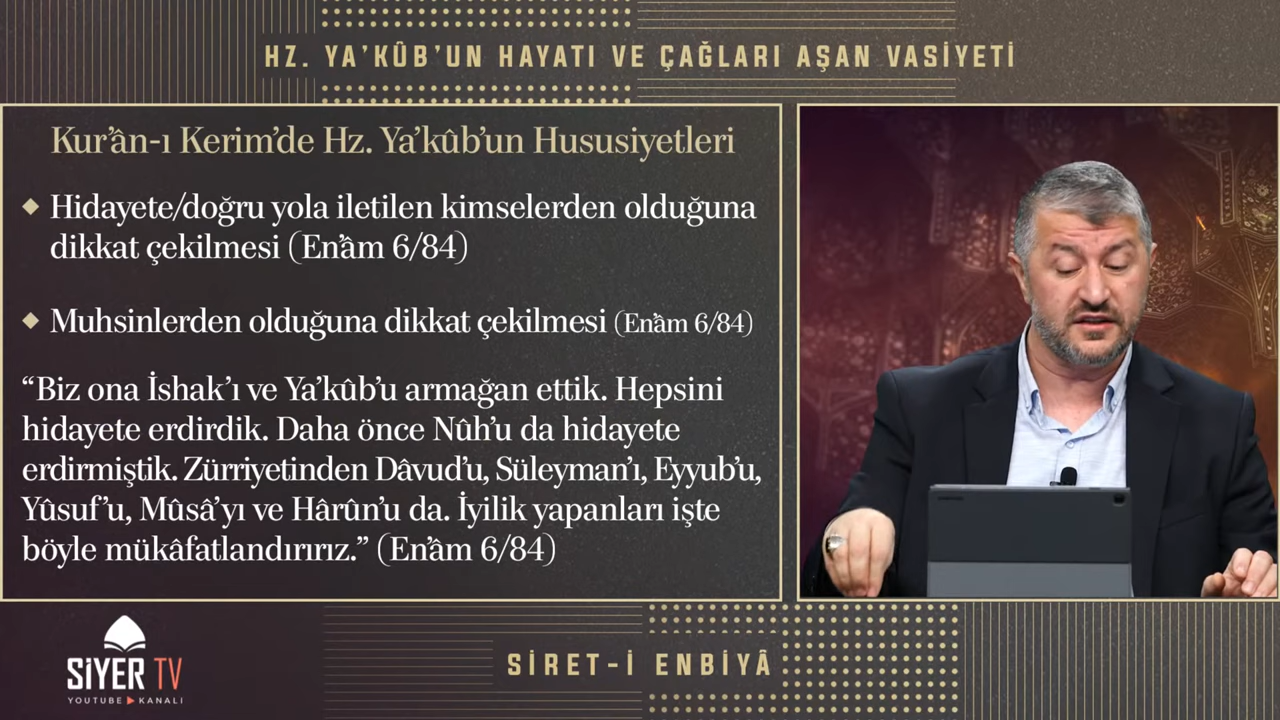 HZ. YA’KÛB’UN HAYATI VE ÇAĞLARI AŞAN VASİYETİ
Kur’ân-ı Kerim’de Hz. Ya’kûb’un Hususiyetleri
Hidayete/doğru yola iletilen kimselerden olduğuna
dikkat çekilmesi (En’âm 6/84)
Muhsinlerden olduğuna dikkat çekilmesi (En’âm 6/84)
“Biz ona İshak’ı ve Ya’kûb’u armağan ettik. Hepsini
hidayete erdirdik. Daha önce Nûh’u da hidayete
erdirmiştik. Zürriyetinden Dâvud’u, Süleyman’ı, Eyyub’u,
Yûsuf’u, Mûsâ’yı ve Hârûn’u da. İyilik yapanları işte
böyle mükâfatlandırırız.” (En’âm 6/84)
SİYER TV
YOUTUBE KANALI
SİRET-İ ENBİYÂ